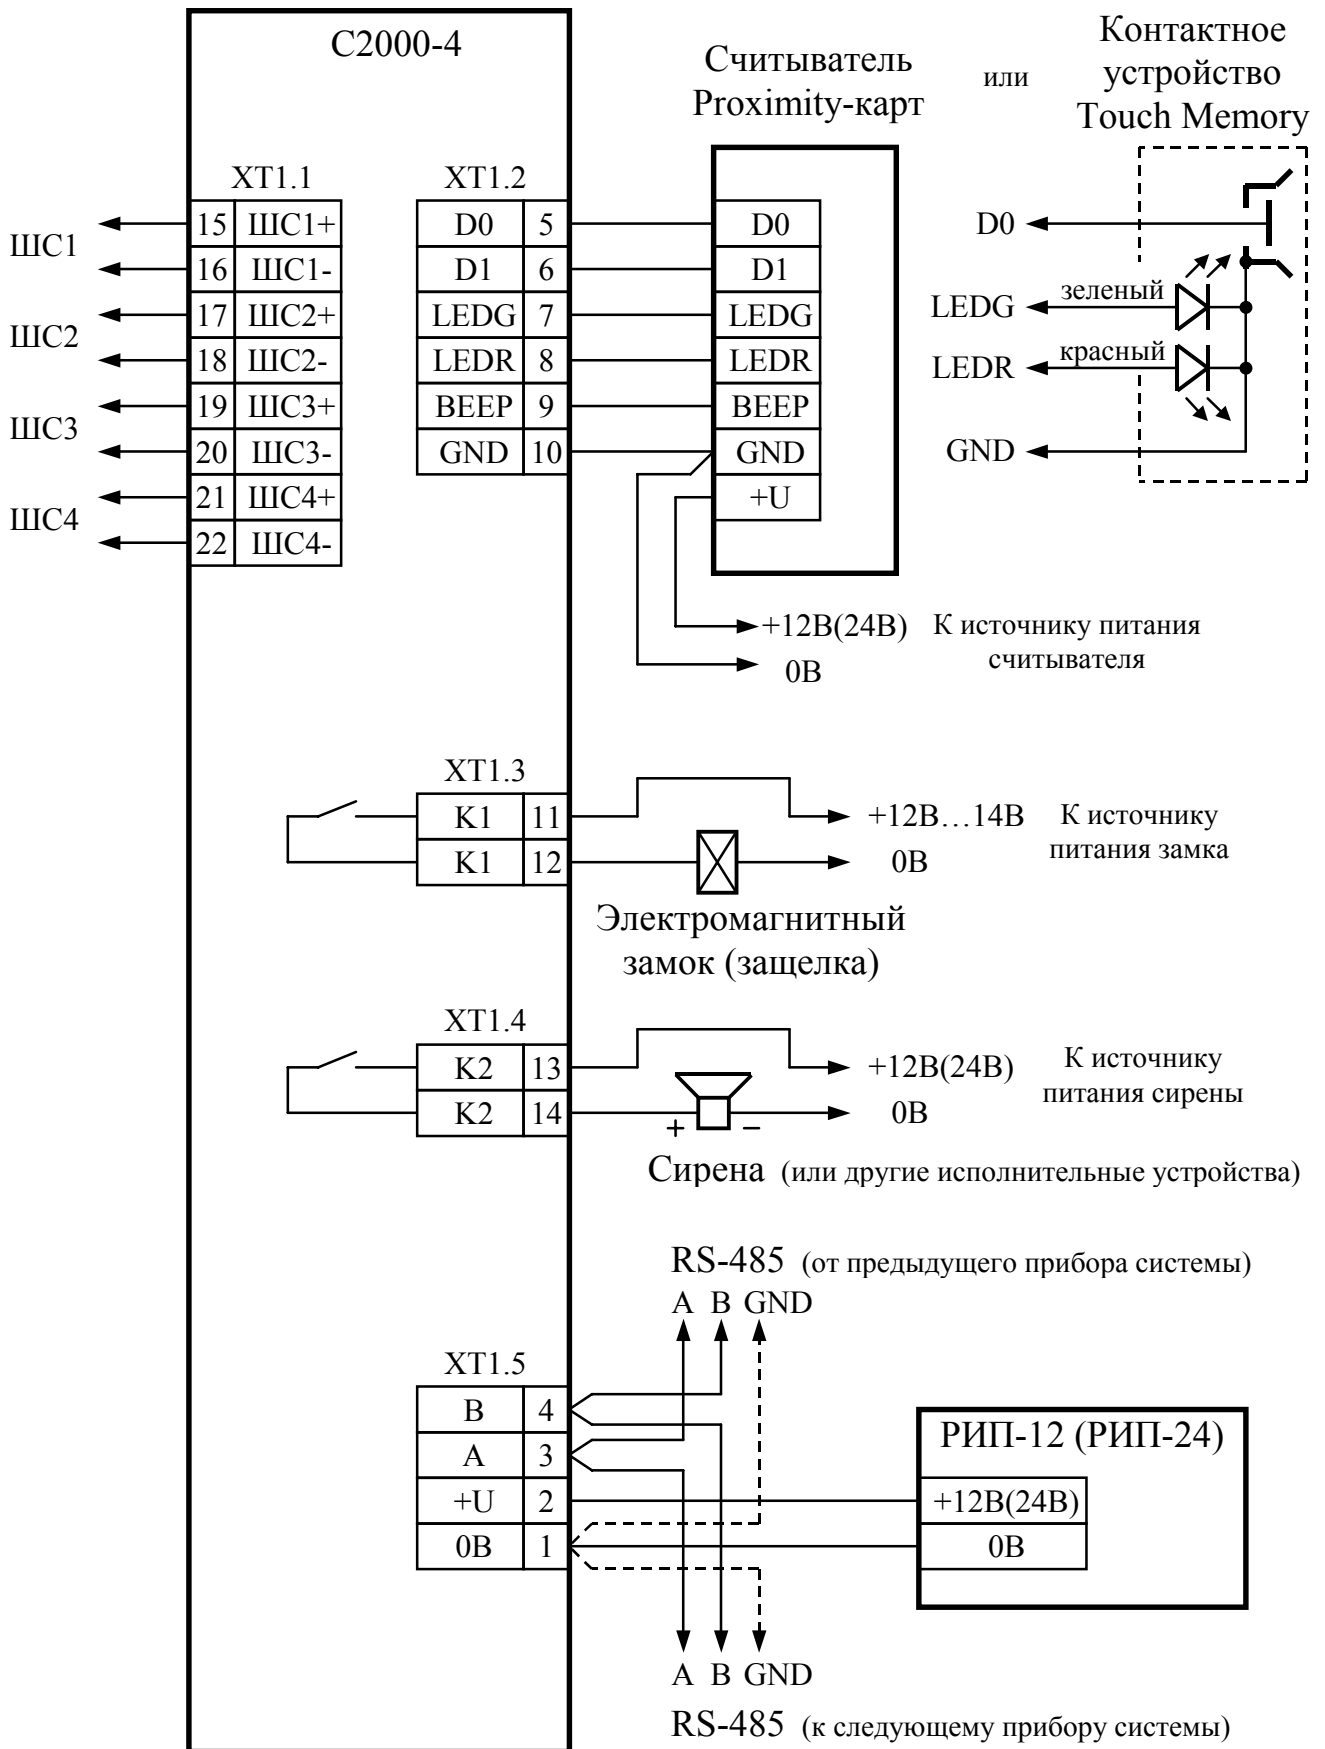 С2000-4
Считыватель
Proximity-карт
или
Контактное
устройство
Touch Memory
XT1.1
15 ШС1+
16 ШС1-
17 ШС2+
18 ШС2-
19 ШС3+
20 ШС3-
21 ШС4+
22 ШС4-
ШС1
ШС2
ШС3
ШС4
XT1.2
D0 5
D1 6
LEDG 7
LEDR 8
BEEP 9
GND 10
D0
D1
LEDG
LEDR
BEEP
GND
+U
D0
LEDG
зеленый
LEDR
красный
GND
+12В(24В)
0В
К источнику питания
считывателя
XT1.3
K1 11
K1 12
+12В…14В
0В
К источнику
питания замка
Электромагнитный
замок (защелка)
XT1.4
K2 13
K2 14
+12В(24В)
0В
К источнику
питания сирены
+ −
Сирена (или другие исполнительные устройства)
RS-485 (от предыдущего прибора системы)
A B GND
XT1.5
B 4
A 3
+U 2
0В 1
РИП-12 (РИП-24)
+12В(24В)
0В
A B GND
RS-485 (к следующему прибору системы)